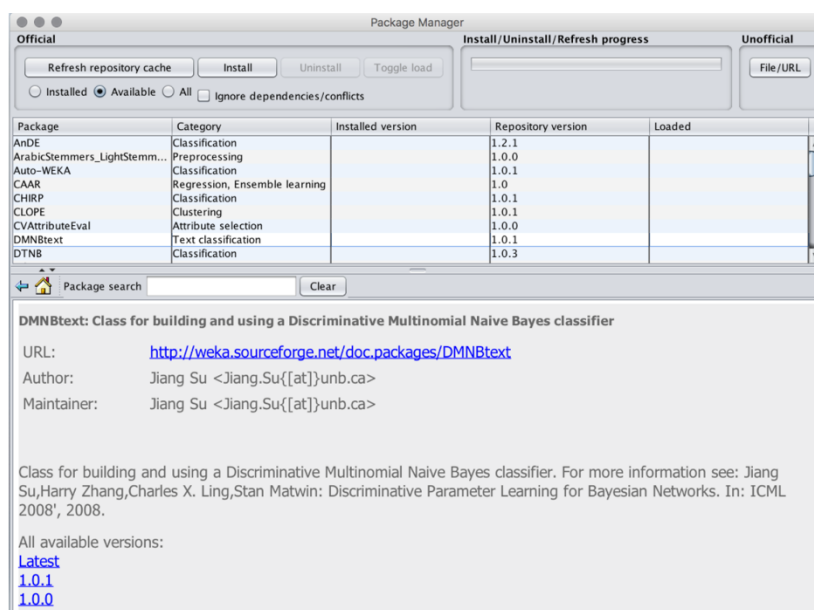 Package Manager
Official
Install/Uninstall/Refresh progress
Unofficial
Refresh repository cache
Install
Uninstall
Toggle load
File/URL
Installed
Available
All
Ignore dependencies/conflicts
Package Category Installed version Repository version Loaded
AnDE Classification 1.2.1
ArabicStemmers_LightStemm... Preprocessing 1.0.0
Auto-WEKA Classification 1.0.1
CAAR Regression, Ensemble learning 1.0
CHIRP Classification 1.0.1
CLOPE Clustering 1.0.1
CVAttributeEval Attribute selection 1.0.0
DMNBtext Text classification 1.0.1
DTNB Classification 1.0.3
Package search
Clear
DMNBtext: Class for building and using a Discriminative Multinomial Naive Bayes classifier
URL: http://weka.sourceforge.net/doc.packages/DMNBtext
Author: Jiang Su <Jiang.Su{[at]}unb.ca>
Maintainer: Jiang Su <Jiang.Su{[at]}unb.ca>
Class for building and using a Discriminative Multinomial Naive Bayes classifier. For more information see: Jiang
Su,Harry Zhang,Charles X. Ling,Stan Matwin: Discriminative Parameter Learning for Bayesian Networks. In: ICML
2008', 2008.
All available versions:
Latest
1.0.1
1.0.0